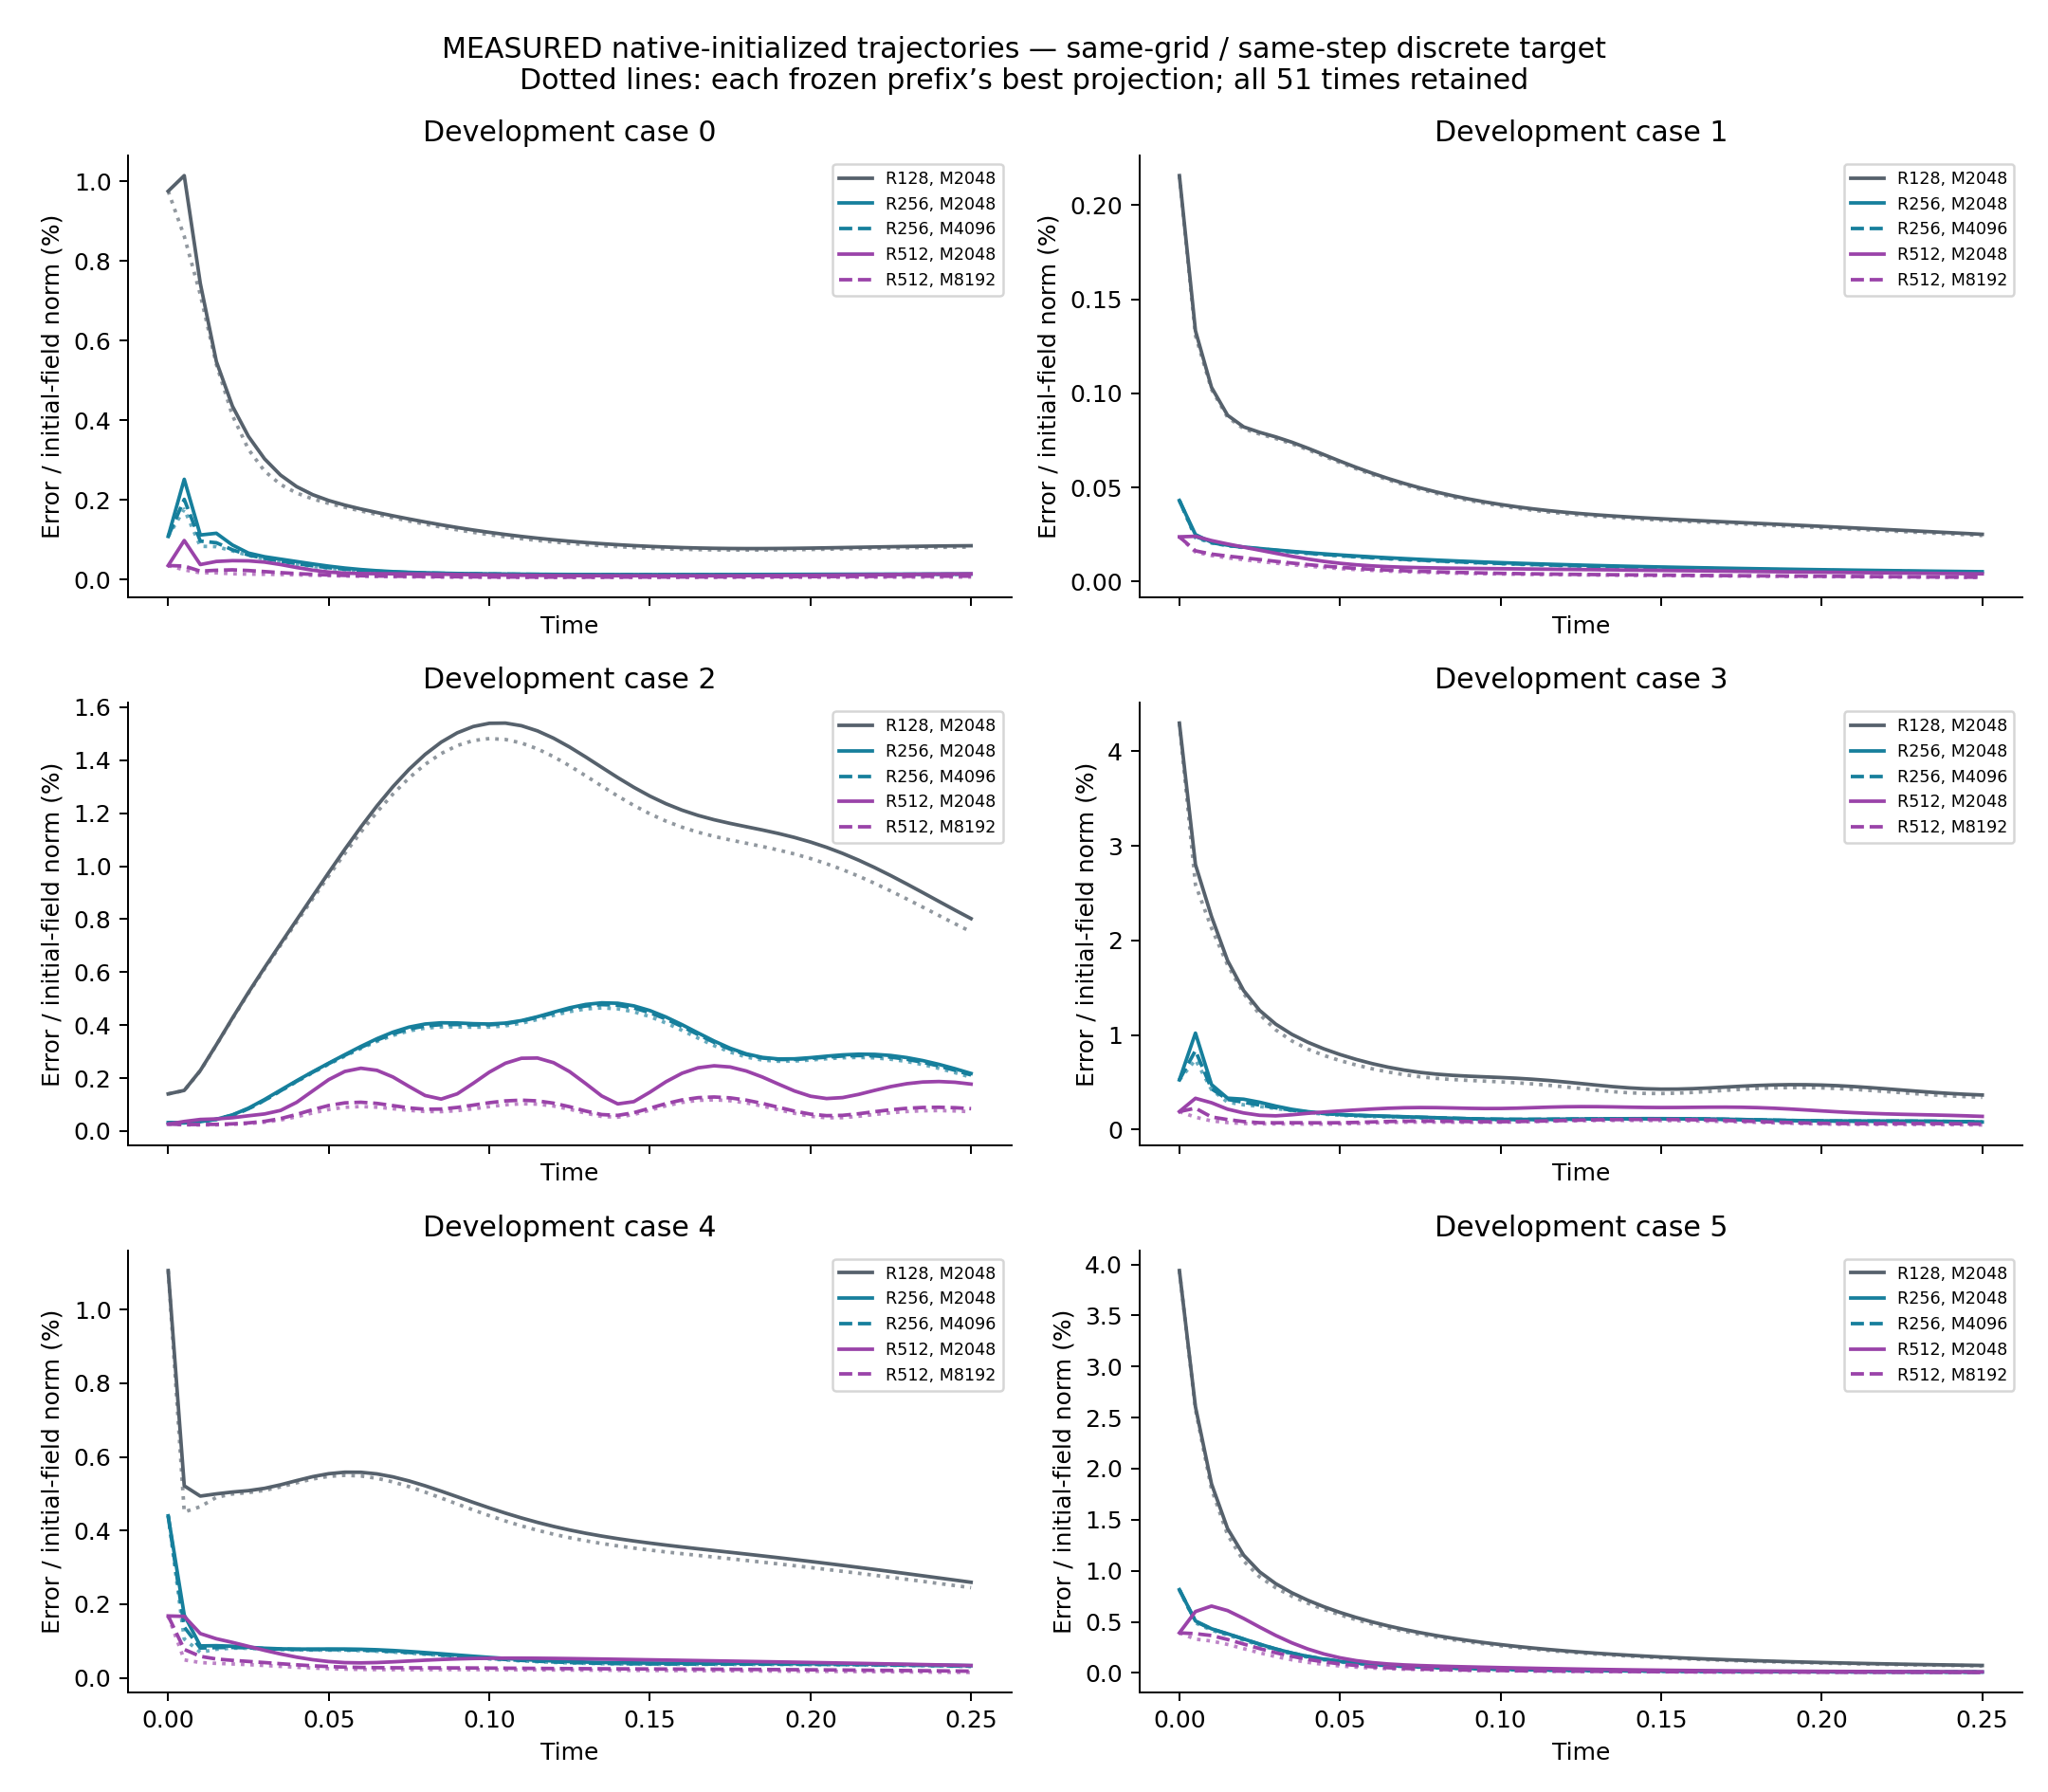 MEASURED native-initialized trajectories — same-grid / same-step discrete target
Dotted lines: each frozen prefix’s best projection; all 51 times retained
Development case 0
Error / initial-field norm (%)
1.0
0.8
0.6
0.4
0.2
0.0
R128, M2048
R256, M2048
R256, M4096
R512, M2048
R512, M8192
Time
Development case 1
Error / initial-field norm (%)
0.20
0.15
0.10
0.05
0.00
R128, M2048
R256, M2048
R256, M4096
R512, M2048
R512, M8192
Time
Development case 2
Error / initial-field norm (%)
1.6
1.4
1.2
1.0
0.8
0.6
0.4
0.2
0.0
R128, M2048
R256, M2048
R256, M4096
R512, M2048
R512, M8192
Time
Development case 3
Error / initial-field norm (%)
4
3
2
1
0
R128, M2048
R256, M2048
R256, M4096
R512, M2048
R512, M8192
Time
Development case 4
Error / initial-field norm (%)
1.0
0.8
0.6
0.4
0.2
0.0
R128, M2048
R256, M2048
R256, M4096
R512, M2048
R512, M8192
0.00 0.05 0.10 0.15 0.20 0.25
Time
Development case 5
Error / initial-field norm (%)
4.0
3.5
3.0
2.5
2.0
1.5
1.0
0.5
0.0
R128, M2048
R256, M2048
R256, M4096
R512, M2048
R512, M8192
0.00 0.05 0.10 0.15 0.20 0.25
Time